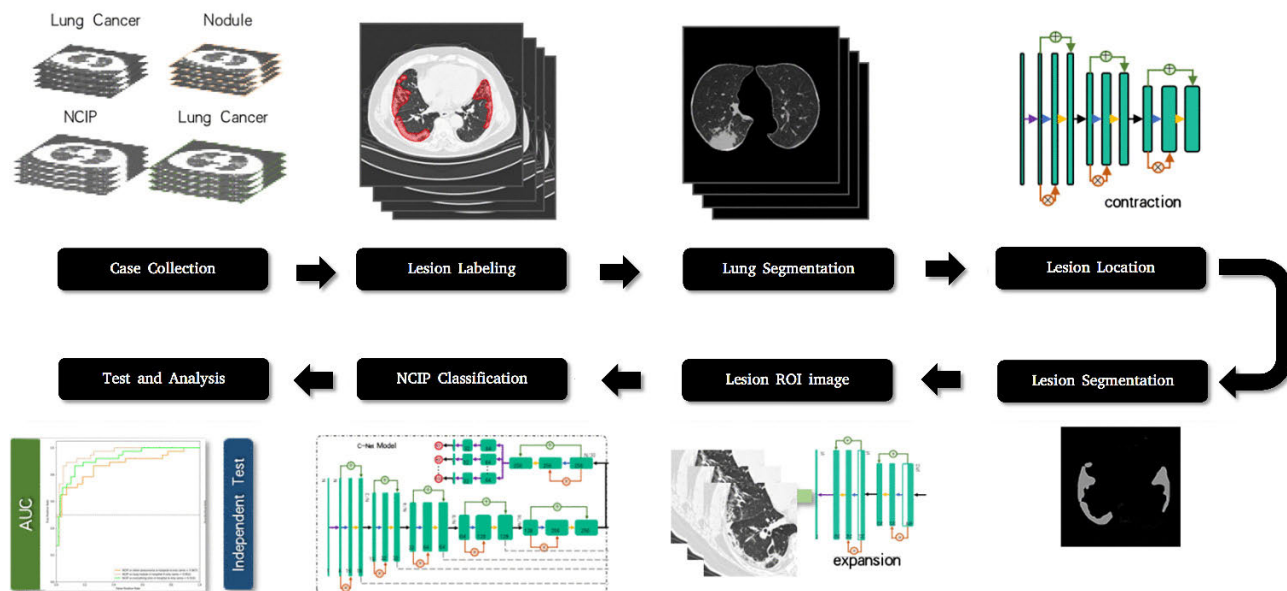 Lung Cancer
Nodule
NCIP
Lung Cancer
contraction
Case Collection
Lesion Labeling
Lung Segmentation
Lesion Location
Test and Analysis
NCIP Classification
Lesion ROI image
Lesion Segmentation
AUC
Independent Test
C-Net Model
expansion